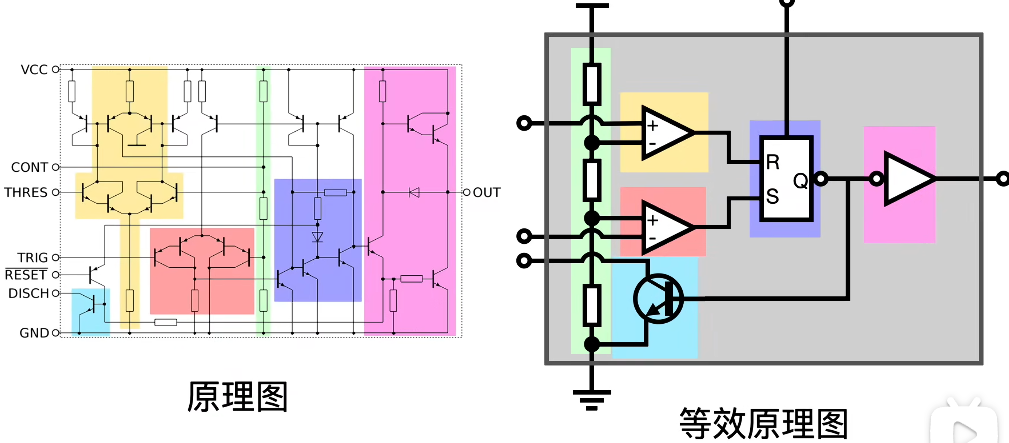 VCC
CONT
THRES
OUT
TRIG
RESET
DISCH
GND
原理图
+
-
R
Q
S
+
-
等效原理图